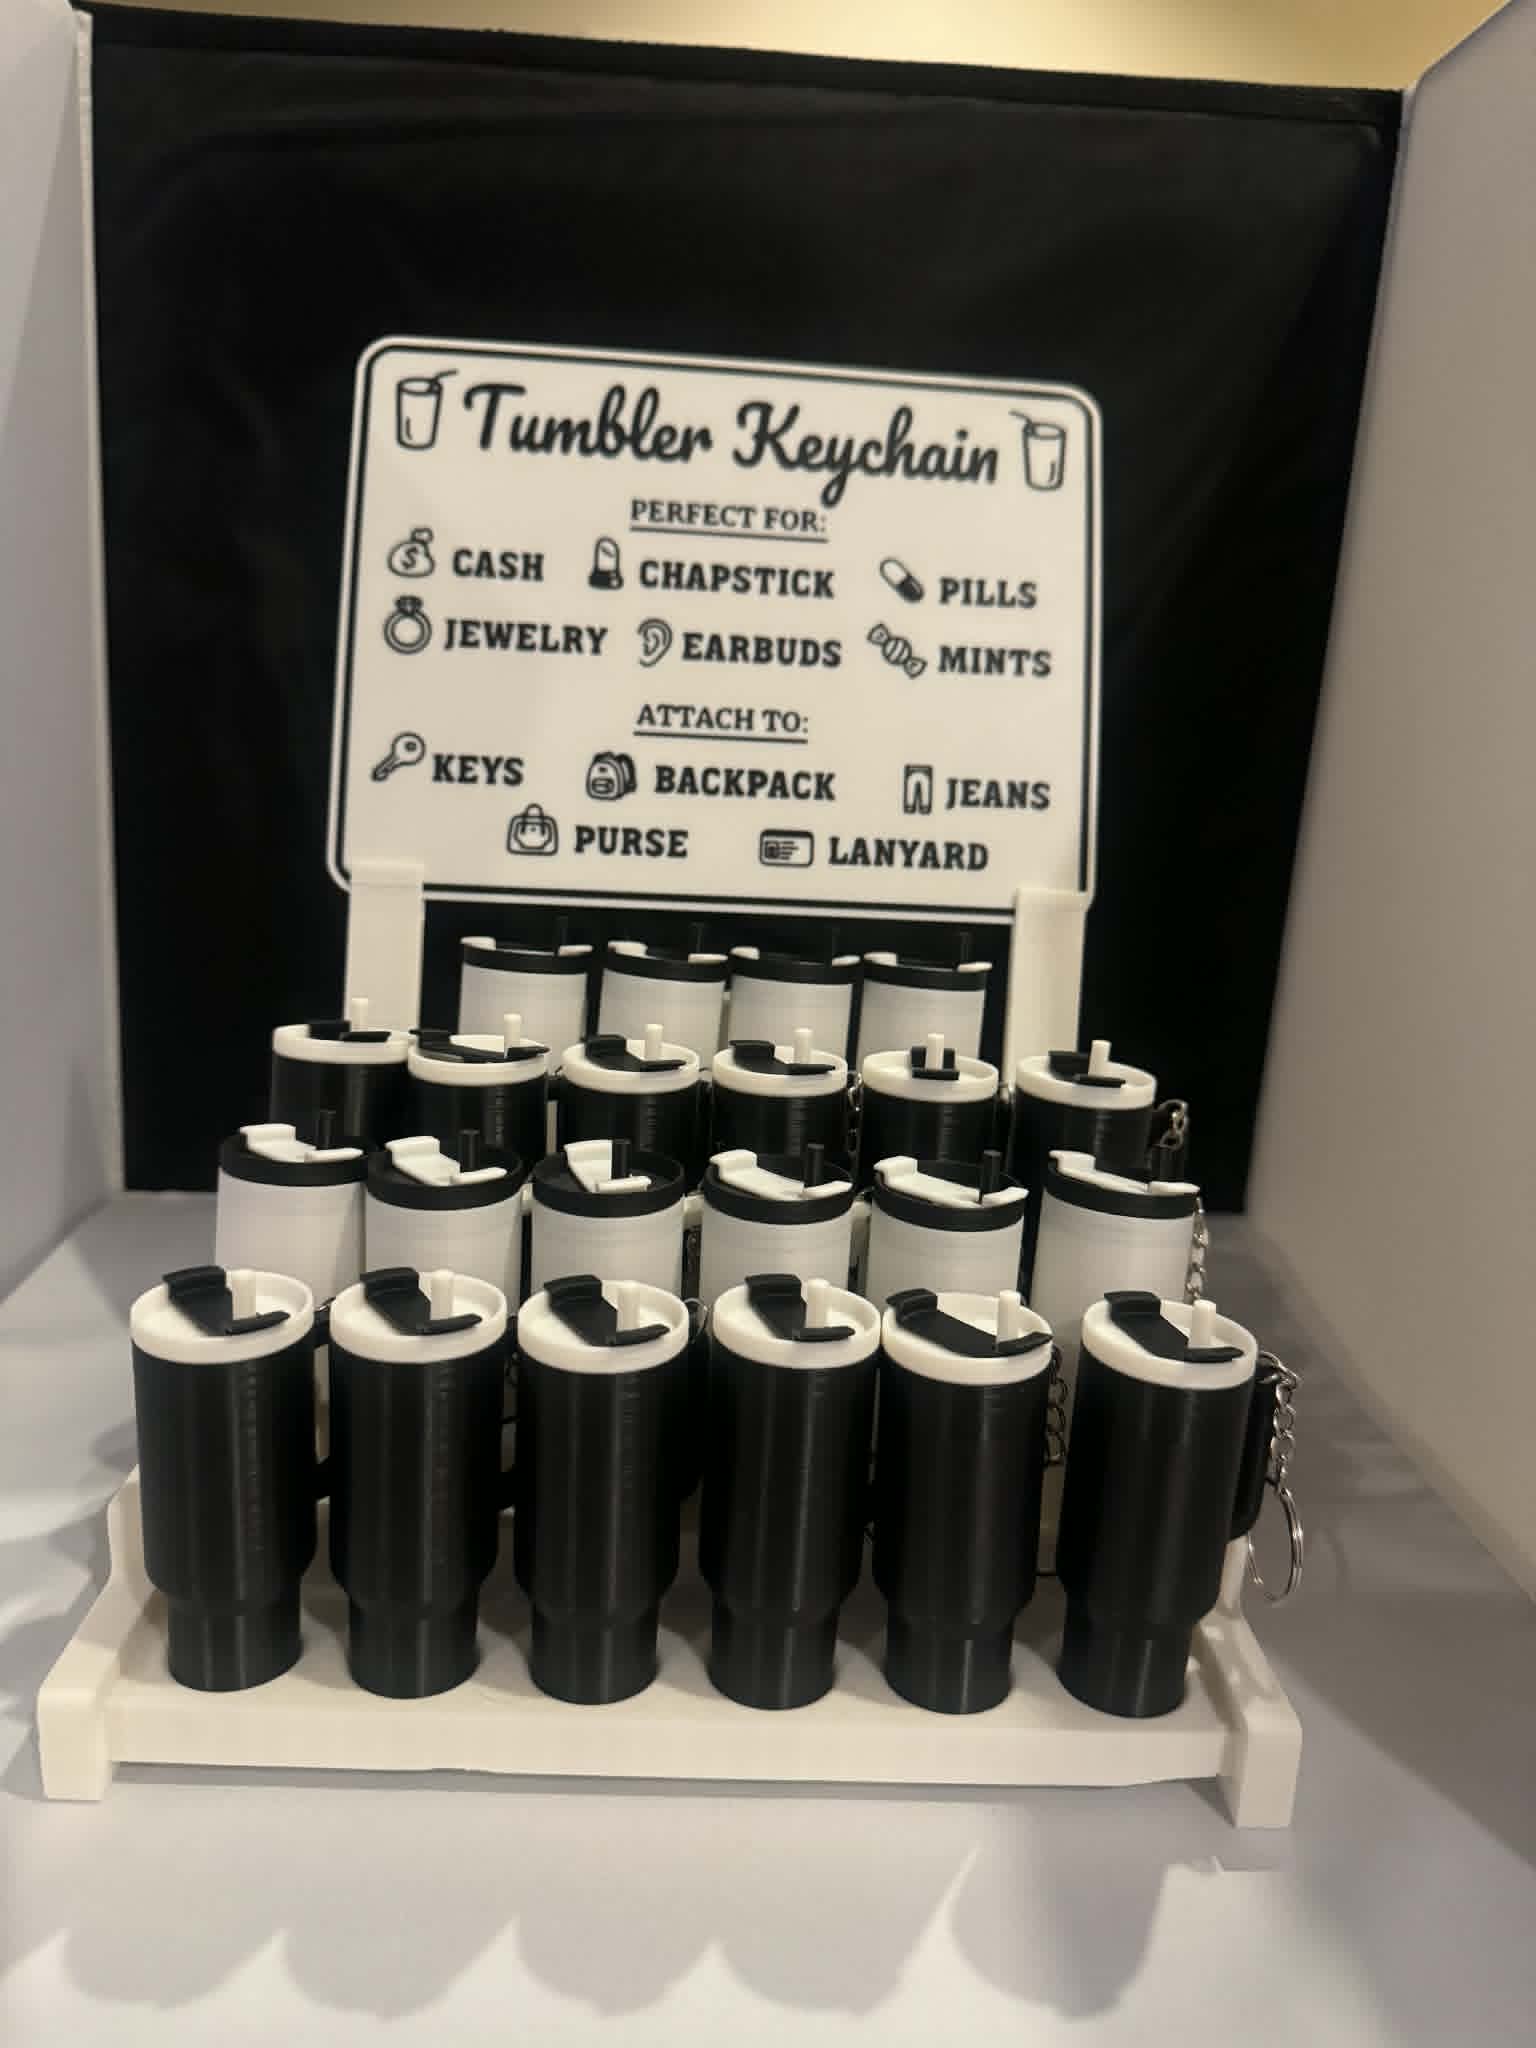 Tumbler Keychain
PERFECT FOR:
CASH CHAPSTICK PILLS
JEWELRY EARBUDS MINTS
ATTACH TO:
KEYS BACKPACK JEANS
PURSE LANYARD